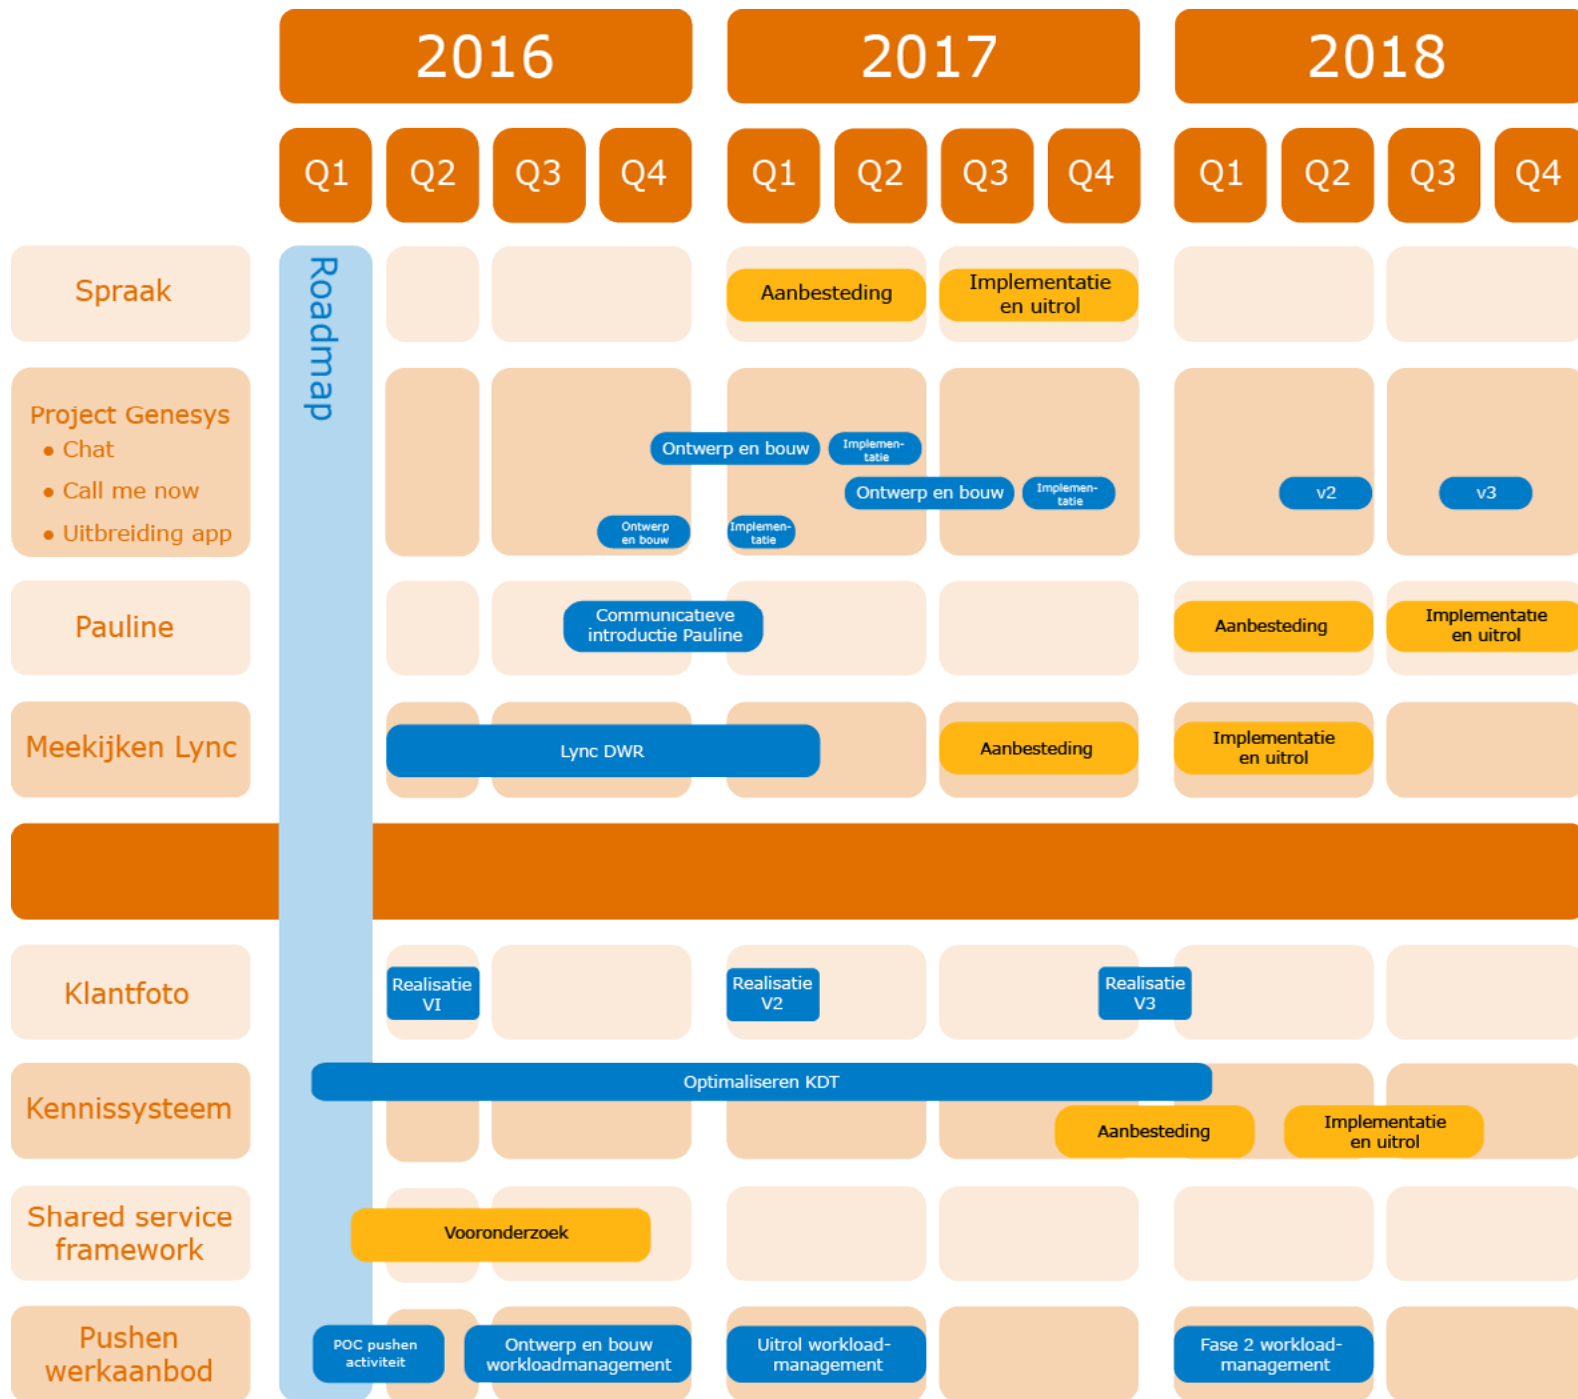 2016 2017 2018
Q1 Q2 Q3 Q4 Q1 Q2 Q3 Q4 Q1 Q2 Q3 Q4
Roadmap
Spraak
Aanbesteding
Implementatie
en uitrol
Project Genesys
• Chat
Ontwerp en bouw
Implemen-
tatie
• Call me now
Ontwerp en bouw
Implemen-
tatie
v2
v3
• Uitbreiding app
Ontwerp
en bouw
Implemen-
tatie
Pauline
Communicatieve
introductie Pauline
Aanbesteding
Implementatie
en uitrol
Meekijken Lync
Lync DWR
Aanbesteding
Implementatie
en uitrol
Klantfoto
Realisatie
VI
Realisatie
V2
Realisatie
V3
Kennissysteem
Optimaliseren KDT
Aanbesteding
Implementatie
en uitrol
Shared service
framework
Vooronderzoek
Pushen
werkaanbod
POC pushen
activiteit
Ontwerp en bouw
workloadmanagement
Uitrol workload-
management
Fase 2 workload-
management